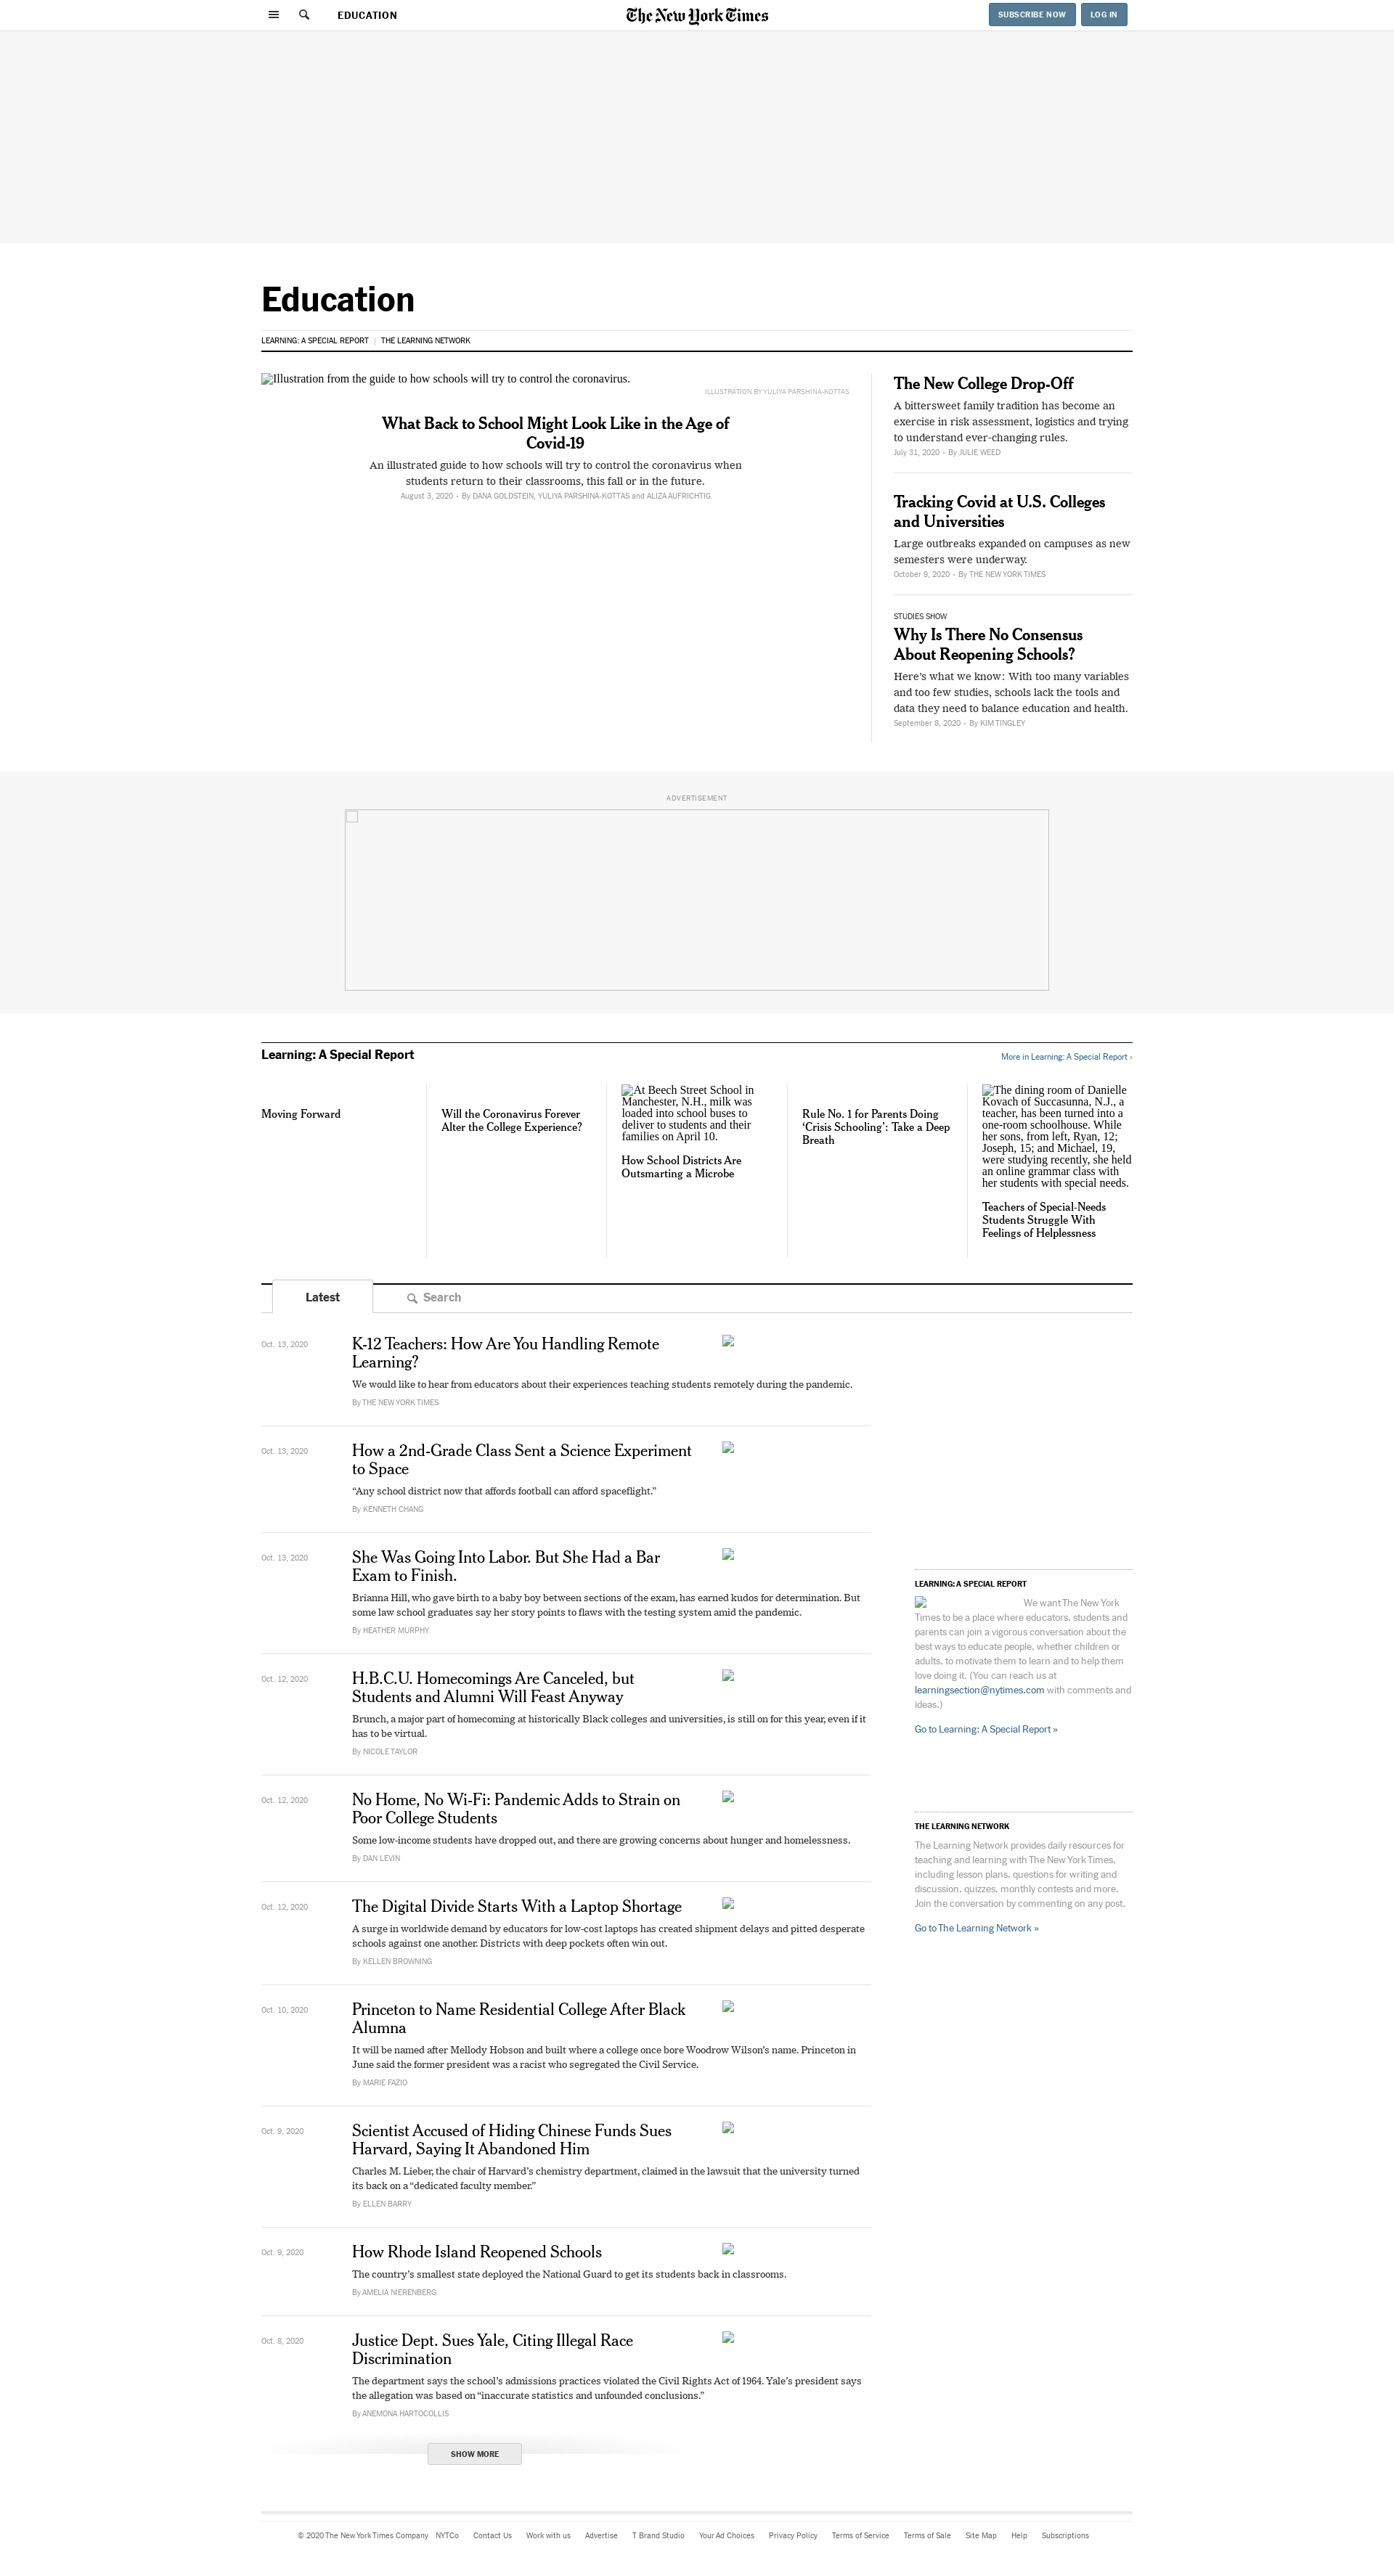 EDUCATION
The New York Times
SUBSCRIBE NOW
LOG IN
Education
LEARNING: A SPECIAL REPORT | THE LEARNING NETWORK
Illustration from the guide to how schools will try to control the coronavirus.
ILLUSTRATION BY YULIYA PARSHINA-KOTTAS
What Back to School Might Look Like in the Age of
Covid-19
An illustrated guide to how schools will try to control the coronavirus when
students return to their classrooms, this fall or in the future.
August 3, 2020 • By DANA GOLDSTEIN, YULIYA PARSHINA-KOTTAS and ALIZA AUFRICHTIG
The New College Drop-Off
A bittersweet family tradition has become an
exercise in risk assessment, logistics and trying
to understand ever-changing rules.
July 31, 2020 • By JULIE WEED
Tracking Covid at U.S. Colleges
and Universities
Large outbreaks expanded on campuses as new
semesters were underway.
October 9, 2020 • By THE NEW YORK TIMES
STUDIES SHOW
Why Is There No Consensus
About Reopening Schools?
Here’s what we know: With too many variables
and too few studies, schools lack the tools and
data they need to balance education and health.
September 8, 2020 • By KIM TINGLEY
ADVERTISEMENT
Learning: A Special Report
More in Learning: A Special Report ›
Moving Forward
Will the Coronavirus Forever
Alter the College Experience?
At Beech Street School in
Manchester, N.H., milk was
loaded into school buses to
deliver to students and their
families on April 10.
How School Districts Are
Outsmarting a Microbe
Rule No. 1 for Parents Doing
‘Crisis Schooling’: Take a Deep
Breath
The dining room of Danielle
Kovach of Succasunna, N.J., a
teacher, has been turned into a
one-room schoolhouse. While
her sons, from left, Ryan, 12;
Joseph, 15; and Michael, 19,
were studying recently, she held
an online grammar class with
her students with special needs.
Teachers of Special-Needs
Students Struggle With
Feelings of Helplessness
Latest
Search
Oct. 13, 2020
K-12 Teachers: How Are You Handling Remote
Learning?
We would like to hear from educators about their experiences teaching students remotely during the pandemic.
By THE NEW YORK TIMES
Oct. 13, 2020
How a 2nd-Grade Class Sent a Science Experiment
to Space
“Any school district now that affords football can afford spaceflight.”
By KENNETH CHANG
Oct. 13, 2020
She Was Going Into Labor. But She Had a Bar
Exam to Finish.
Brianna Hill, who gave birth to a baby boy between sections of the exam, has earned kudos for determination. But
some law school graduates say her story points to flaws with the testing system amid the pandemic.
By HEATHER MURPHY
Oct. 12, 2020
H.B.C.U. Homecomings Are Canceled, but
Students and Alumni Will Feast Anyway
Brunch, a major part of homecoming at historically Black colleges and universities, is still on for this year, even if it
has to be virtual.
By NICOLE TAYLOR
Oct. 12, 2020
No Home, No Wi-Fi: Pandemic Adds to Strain on
Poor College Students
Some low-income students have dropped out, and there are growing concerns about hunger and homelessness.
By DAN LEVIN
Oct. 12, 2020
The Digital Divide Starts With a Laptop Shortage
A surge in worldwide demand by educators for low-cost laptops has created shipment delays and pitted desperate
schools against one another. Districts with deep pockets often win out.
By KELLEN BROWNING
Oct. 10, 2020
Princeton to Name Residential College After Black
Alumna
It will be named after Mellody Hobson and built where a college once bore Woodrow Wilson’s name. Princeton in
June said the former president was a racist who segregated the Civil Service.
By MARIE FAZIO
Oct. 9, 2020
Scientist Accused of Hiding Chinese Funds Sues
Harvard, Saying It Abandoned Him
Charles M. Lieber, the chair of Harvard’s chemistry department, claimed in the lawsuit that the university turned
its back on a “dedicated faculty member.”
By ELLEN BARRY
Oct. 9, 2020
How Rhode Island Reopened Schools
The country’s smallest state deployed the National Guard to get its students back in classrooms.
By AMELIA NIERENBERG
Oct. 8, 2020
Justice Dept. Sues Yale, Citing Illegal Race
Discrimination
The department says the school’s admissions practices violated the Civil Rights Act of 1964. Yale’s president says
the allegation was based on “inaccurate statistics and unfounded conclusions.”
By ANEMONA HARTOCOLLIS
SHOW MORE
LEARNING: A SPECIAL REPORT
We want The New York
Times to be a place where educators, students and
parents can join a vigorous conversation about the
best ways to educate people, whether children or
adults, to motivate them to learn and to help them
love doing it. (You can reach us at
learningsection@nytimes.com with comments and
ideas.)
Go to Learning: A Special Report »
THE LEARNING NETWORK
The Learning Network provides daily resources for
teaching and learning with The New York Times,
including lesson plans, questions for writing and
discussion, quizzes, monthly contests and more.
Join the conversation by commenting on any post.
Go to The Learning Network »
© 2020 The New York Times Company NYTCo Contact Us Work with us Advertise T Brand Studio Your Ad Choices Privacy Policy Terms of Service Terms of Sale Site Map Help Subscriptions